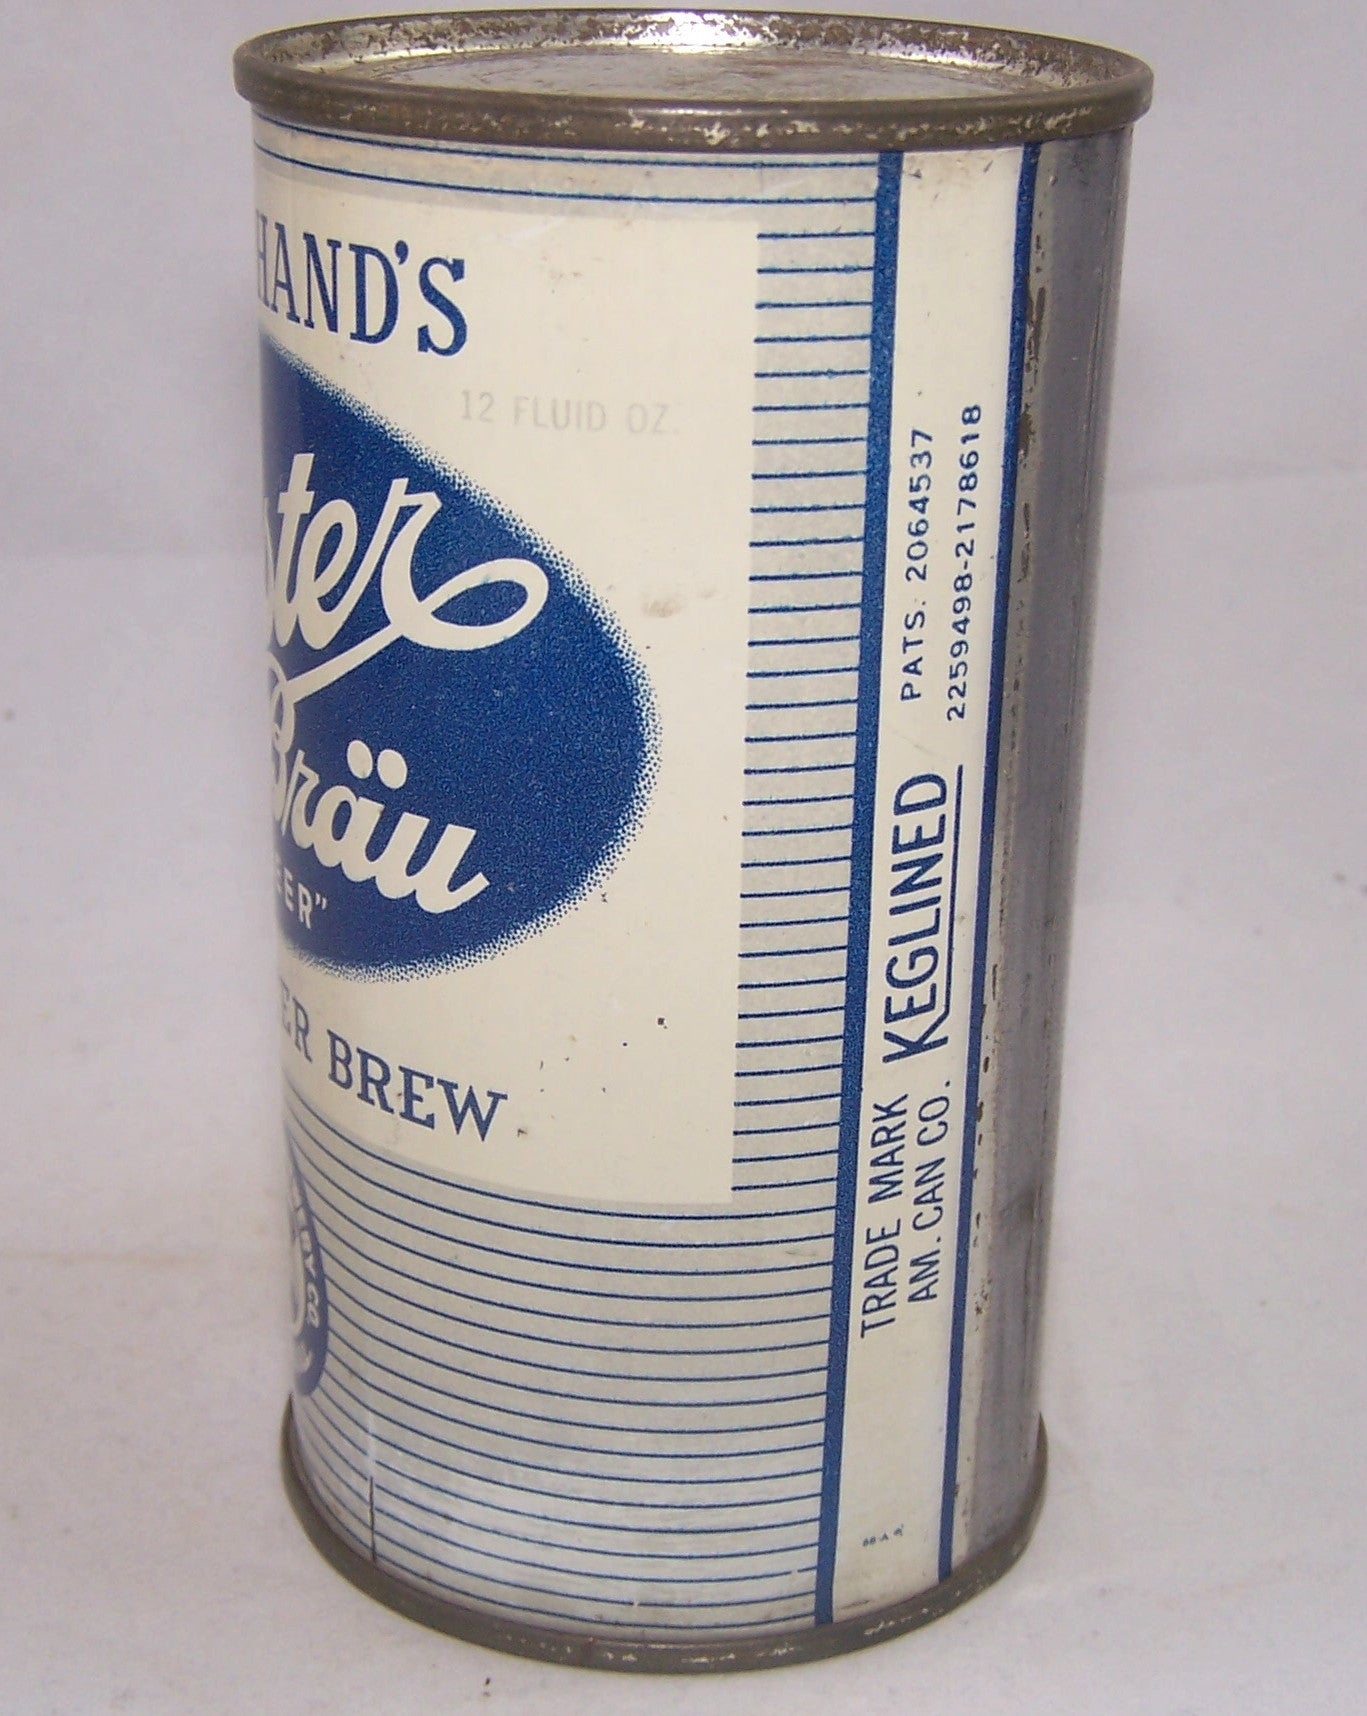 HAND'S
12 FLUID OZ.
ster
Bräu
EER"
ER BREW
CO
TRADE MARK KEGLINED PATS. 2064537
AM. CAN CO. 2259498-2178618